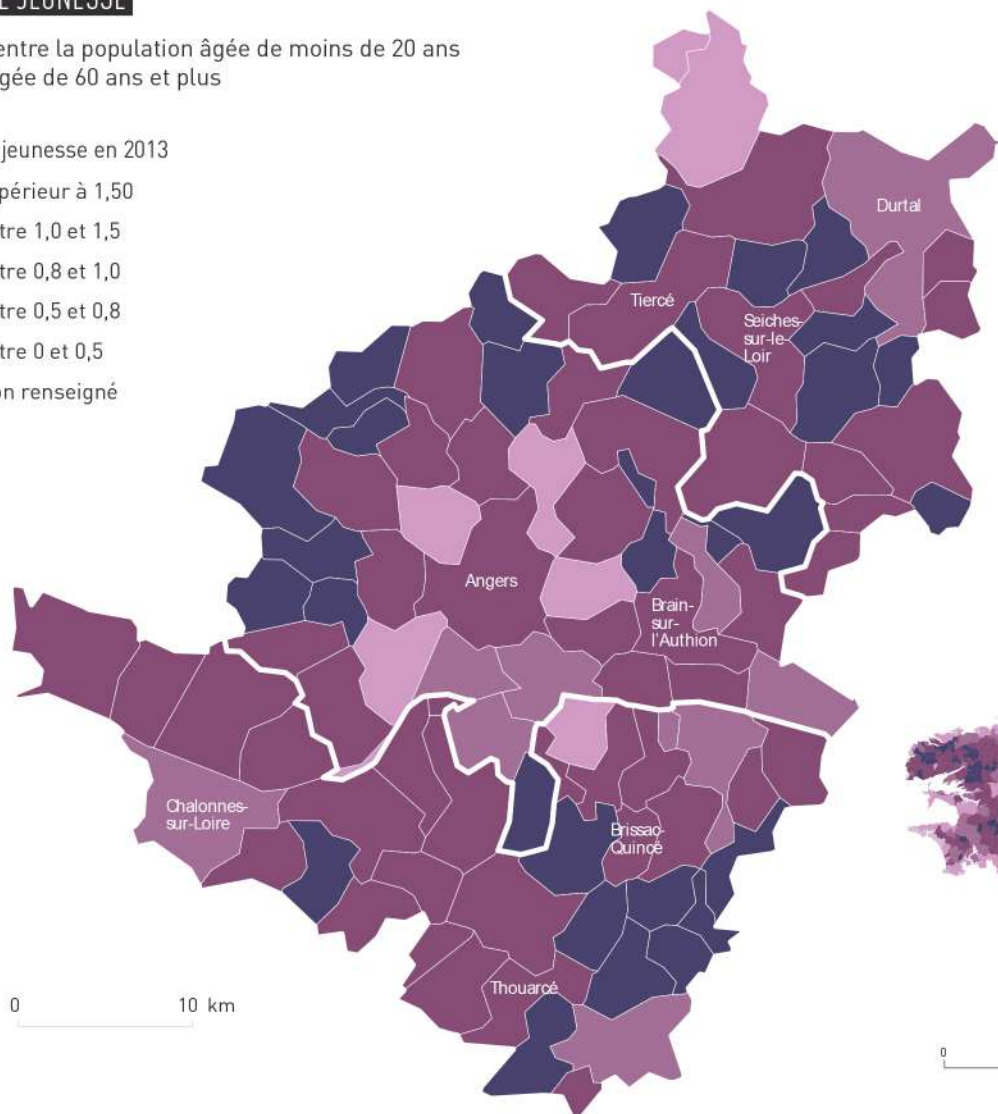 E JEUNESSE
entre la population âgée de moins de 20 ans
gée de 60 ans et plus
jeunesse en 2013
périeur à 1,50
tre 1,0 et 1,5
tre 0,8 et 1,0
tre 0,5 et 0,8
tre 0 et 0,5
n renseigné
Durtal
Tiercé
Seiches-
sur-le-
Loir
Angers
Brain-
sur-
l'Authion
Chalonnes-
sur-Loire
Brissac-
Quincé
Thouarcé
0 10 km
0